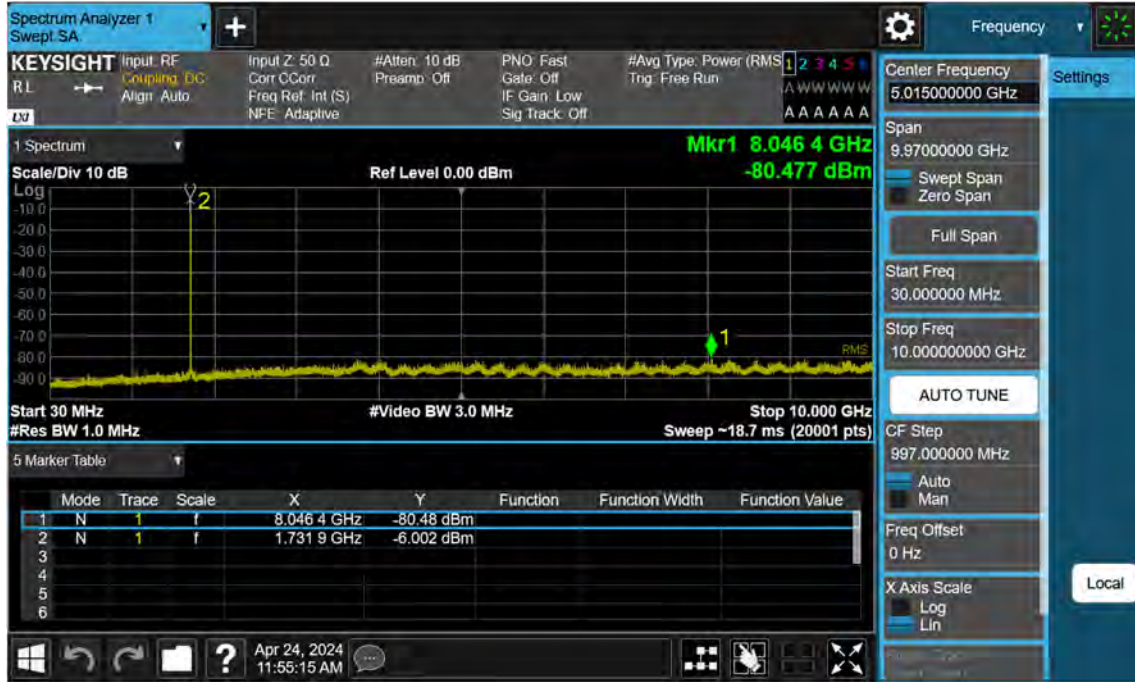 Spectrum Analyzer 1
Swept SA
+
Frequency
KEYSIGHT
RL
LXI
Input: RF
Coupling: DC
Align: Auto
Input Z: 50 Ω
Corr CCorr
Freq Ref: Int (S)
NFE: Adaptive
#Atten: 10 dB
Preamp: Off
PNO: Fast
Gate: Off
IF Gain: Low
Sig Track: Off
#Avg Type: Power (RMS
Trig: Free Run
1 2 3 4 5 6
A W W W W W
A A A A A A
1 Spectrum
Scale/Div 10 dB
Ref Level 0.00 dBm
Mkr1 8.046 4 GHz
-80.477 dBm
Log
-10.0
-20.0
-30.0
-40.0
-50.0
-60.0
-70.0
-80.0
-90.0
2
1
RMS
Start 30 MHz
#Video BW 3.0 MHz
Stop 10.000 GHz
#Res BW 1.0 MHz
Sweep ~18.7 ms (20001 pts)
5 Marker Table
Mode Trace Scale X Y Function Function Width Function Value
1 N 1 f 8.046 4 GHz -80.48 dBm
2 N 1 f 1.731 9 GHz -6.002 dBm
3
4
5
6
?
Apr 24, 2024
11:55:15 AM
Center Frequency
5.015000000 GHz
Span
9.97000000 GHz
Swept Span
Zero Span
Full Span
Start Freq
30.000000 MHz
Stop Freq
10.000000000 GHz
AUTO TUNE
CF Step
997.000000 MHz
Auto
Man
Freq Offset
0 Hz
X Axis Scale
Log
Lin
Settings
Local